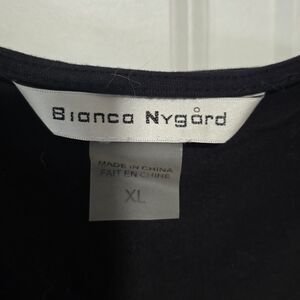 Bianca Nygård
MADE IN CHINA
FAIT EN CHINE
XL